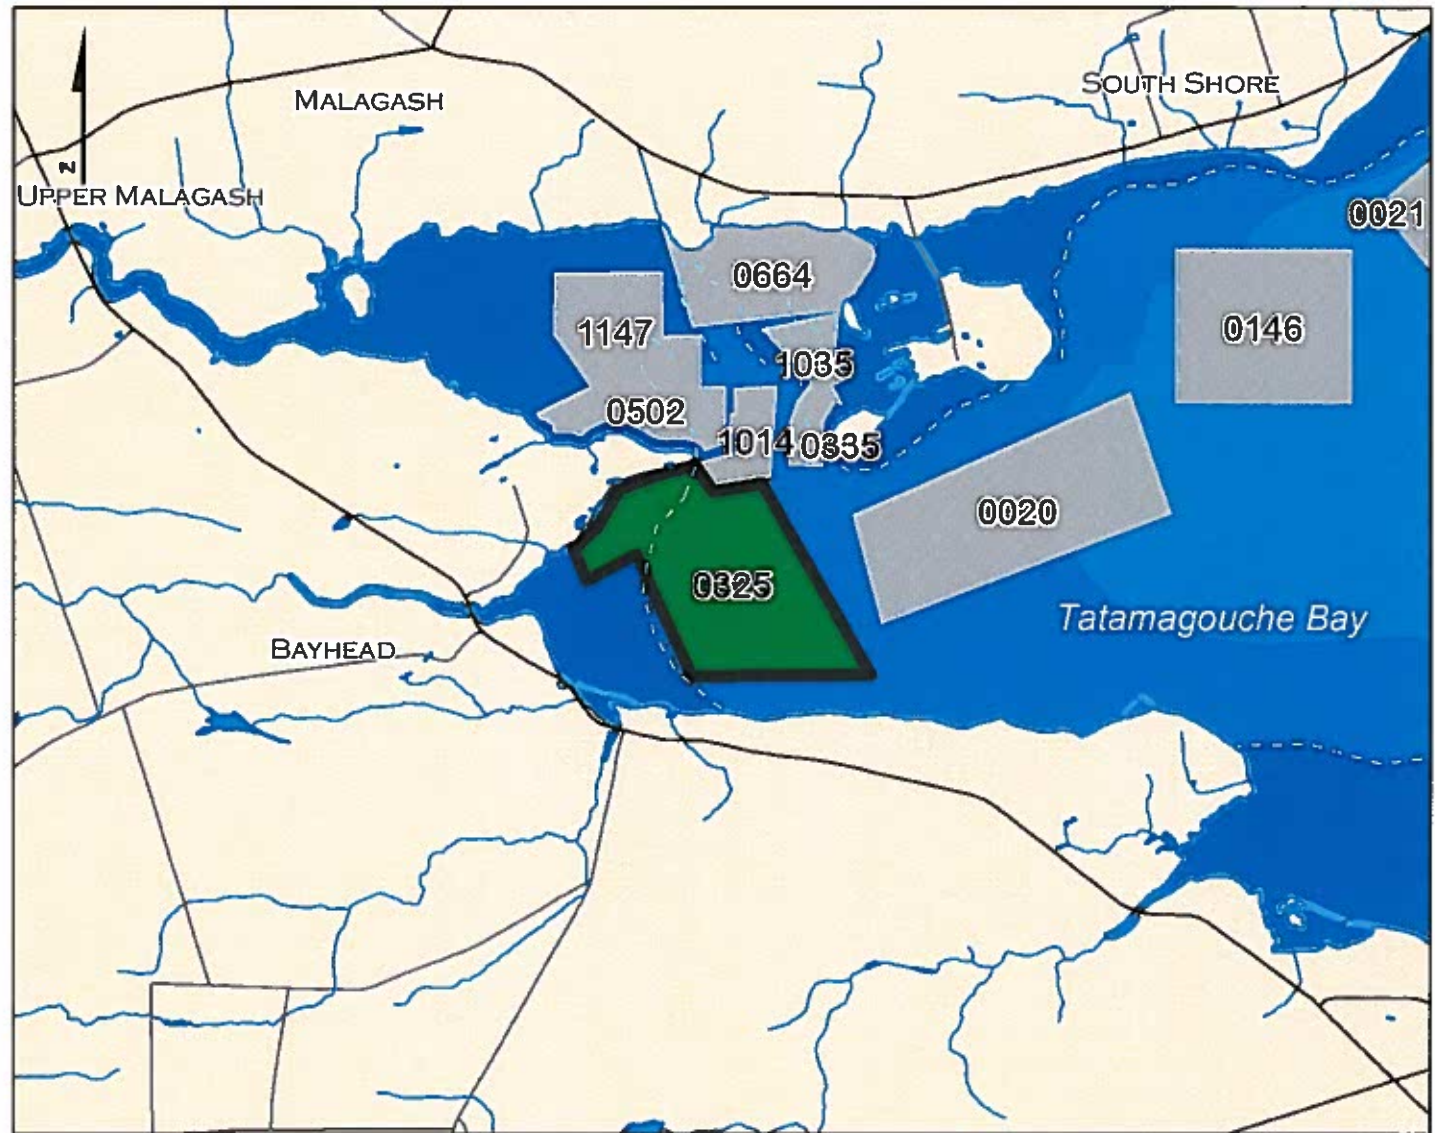 SOUTH SHORE
MALAGASH
N
UPPER MALAGASH
0021
0664
0146
1147
1035
0502
1014
0335
0020
0325
Tatamagouche Bay
BAYHEAD